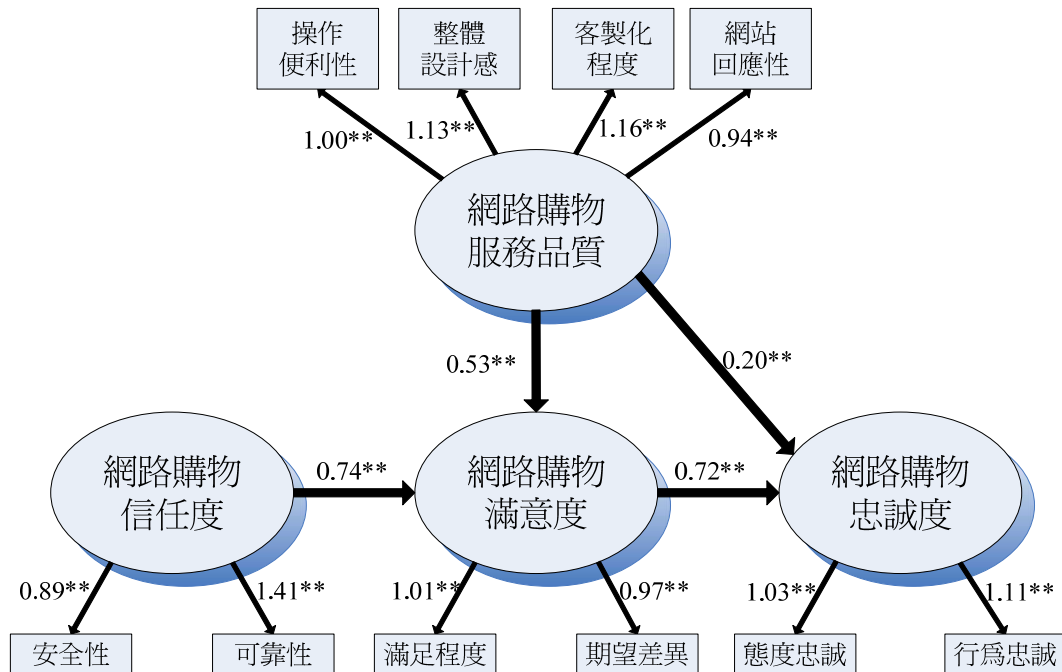 操作
便利性
整體
設計感
客製化
程度
網站
回應性
1.00**
1.13**
1.16**
0.94**
網路購物
服務品質
0.53**
0.20**
網路購物
信任度
0.74**
網路購物
滿意度
0.72**
網路購物
忠誠度
0.89**
1.41**
1.01**
0.97**
1.03**
1.11**
安全性
可靠性
滿足程度
期望差異
態度忠誠
行爲忠誠